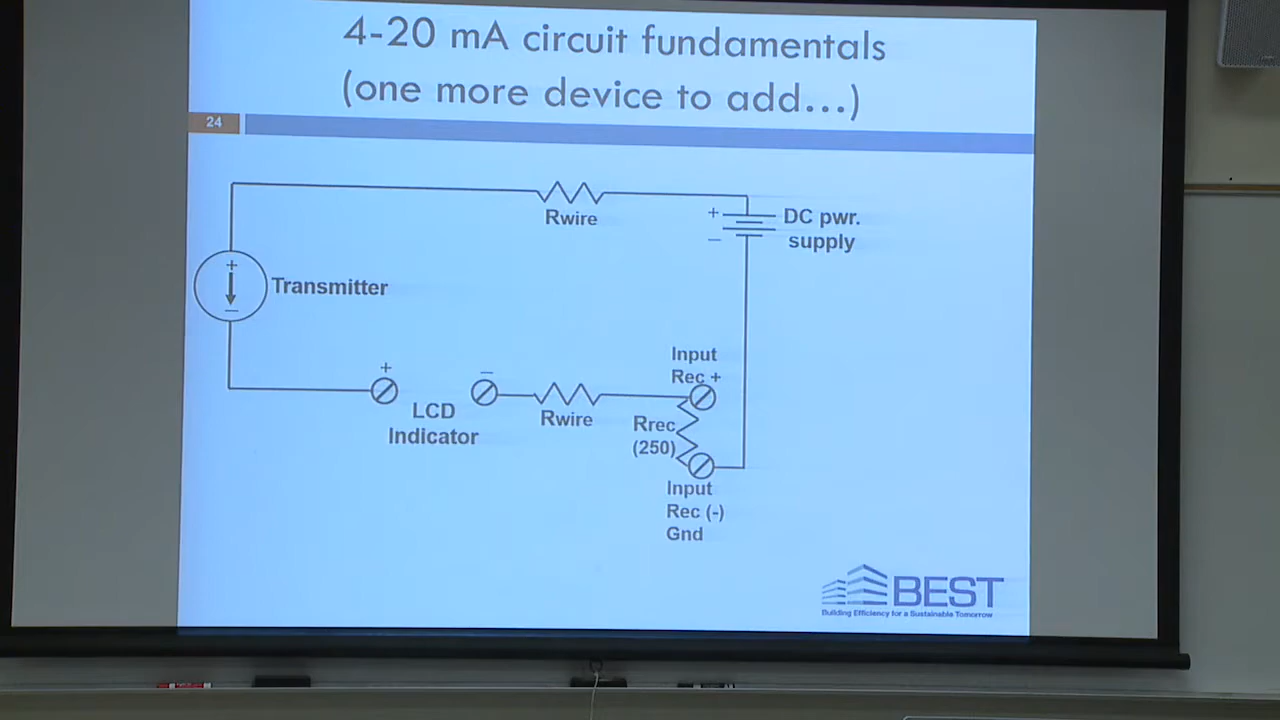 4-20 mA circuit fundamentals
(one more device to add...)
24
Rwire
+
DC pwr.
−
supply
+
Transmitter
−
Input
Rec +
+
−
LCD
Indicator
Rwire
Rrec
(250)
Input
Rec (-)
Gnd
BEST
Building Efficiency for a Sustainable Tomorrow